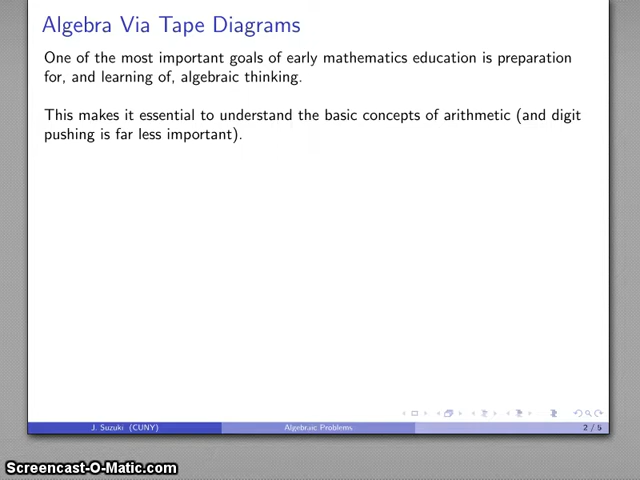 Algebra Via Tape Diagrams
One of the most important goals of early mathematics education is preparation
for, and learning of, algebraic thinking.
This makes it essential to understand the basic concepts of arithmetic (and digit
pushing is far less important).
J. Suzuki (CUNY) Algebraic Problems 2 / 5
Screencast-O-Matic.com